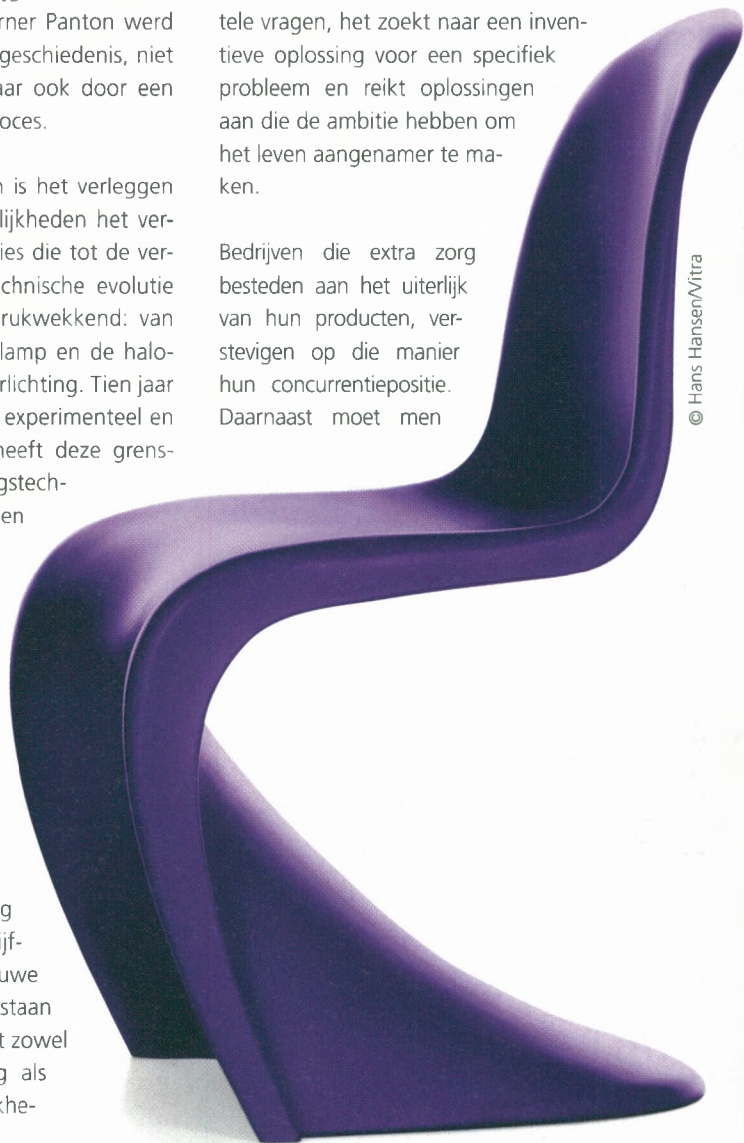 rner Panton werd
geschiedenis, niet
ar ook door een
oces.
n is het verleggen
lijkheden het ver-
ies die tot de ver-
chnische evolutie
rukwekkend: van
lamp en de halo-
rlichting. Tien jaar
experimenteel en
heeft deze grens-
gstech-
en
g
ijf-
uwe
staan
t zowel
g als
khe-
tele vragen, het zoekt naar een inven-
tieve oplossing voor een specifiek
probleem en reikt oplossingen
aan die de ambitie hebben om
het leven aangenamer te ma-
ken.
Bedrijven die extra zorg
besteden aan het uiterlijk
van hun producten, ver-
stevigen op die manier
hun concurrentiepositie.
Daarnaast moet men
© Hans Hansen/Vitra